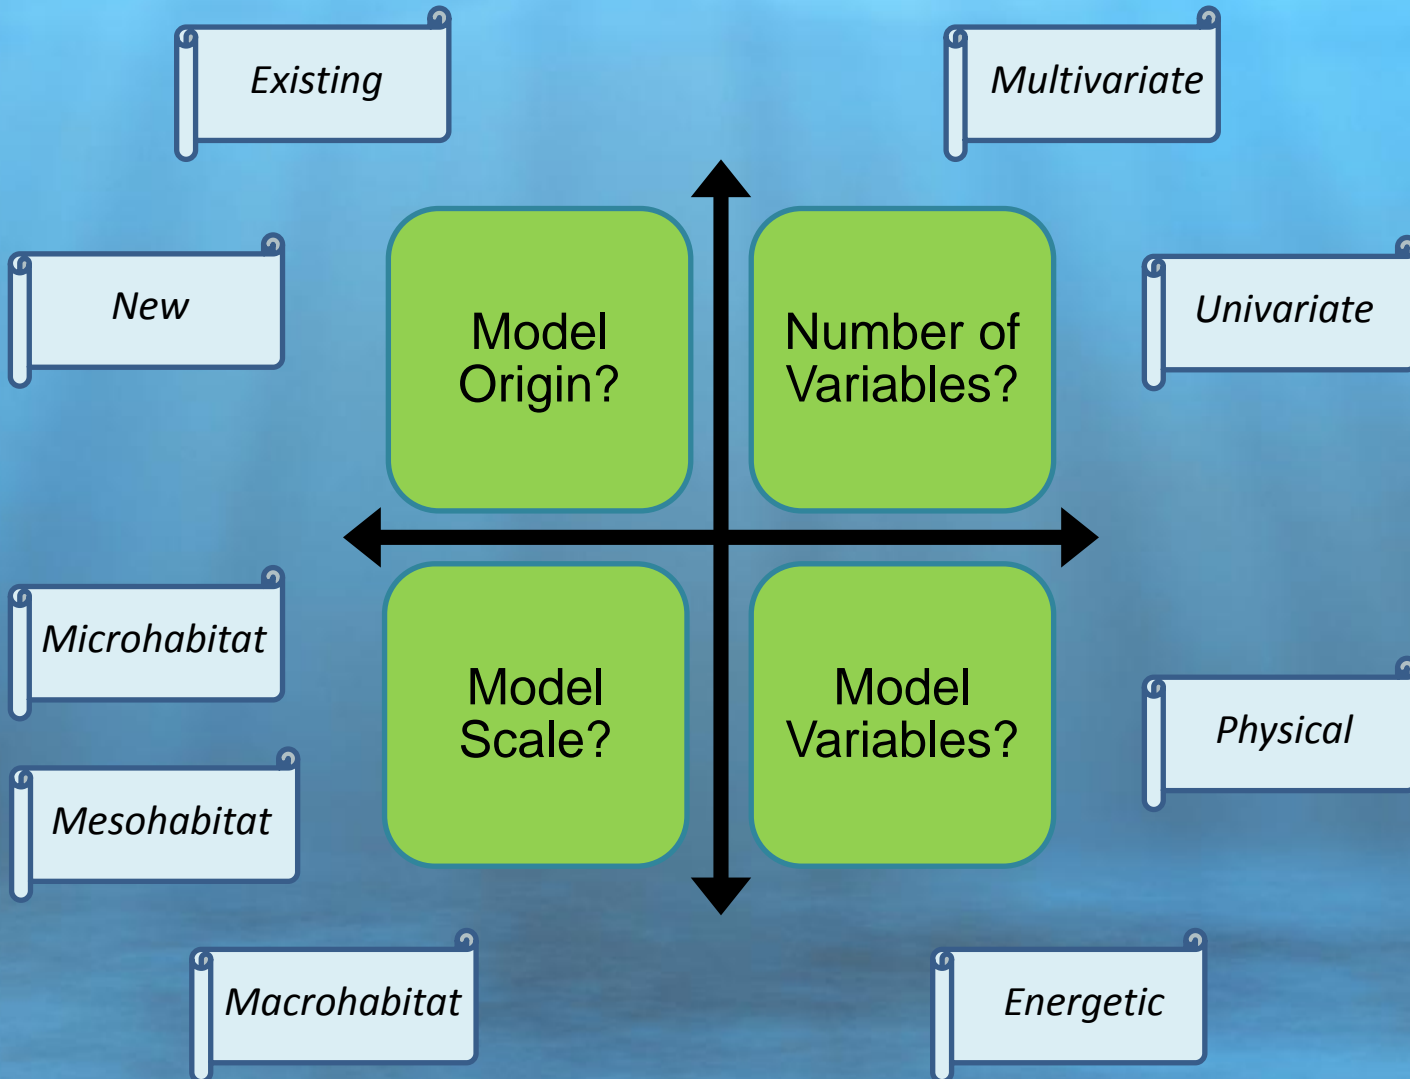 Existing
Multivariate
New
Model
Origin?
Number of
Variables?
Univariate
Microhabitat
Mesohabitat
Model
Scale?
Model
Variables?
Physical
Macrohabitat
Energetic